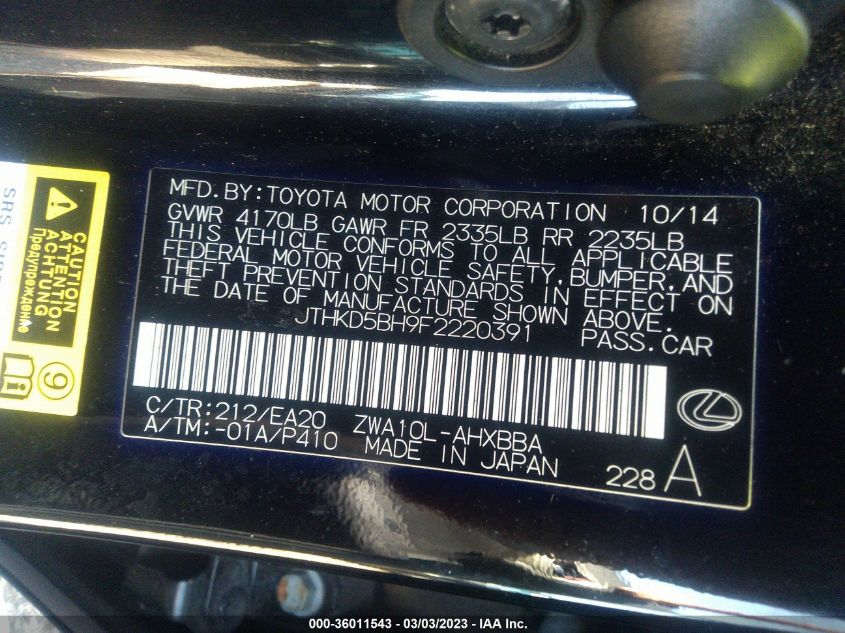 MFD.BY:TOYOTA MOTOR CORPORATION 10/14
GVWR 4170LB GAWR FR 2335LB RR 2235LB
THIS VEHICLE CONFORMS TO ALL APPLICABLE
FEDERAL MOTOR VEHICLE SAFETY,BUMPER,AND
THEFT PREVENTION STANDARDS IN EFFECT ON
THE DATE OF MANUFACTURE SHOWN ABOVE.
JTHKD5BH9F2220391 PASS.CAR
C/TR:212/EA20 ZWA10L-AHXBBA
A/TM:-01A/P410 MADE IN JAPAN
228 A
CAUTION
ATTENTION
ACHTUNG
Предупреждение
9
SRS SIDE
000-36011543 - 03/03/2023 - IAA Inc.